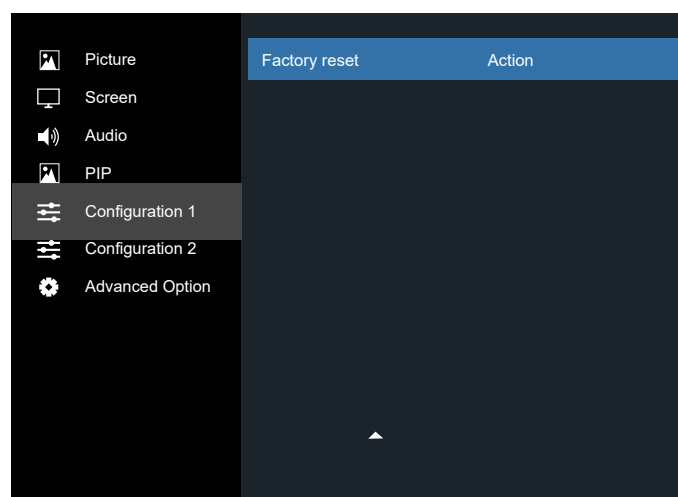 Picture
Screen
Audio
PIP
Configuration 1
Configuration 2
Advanced Option
Factory reset Action